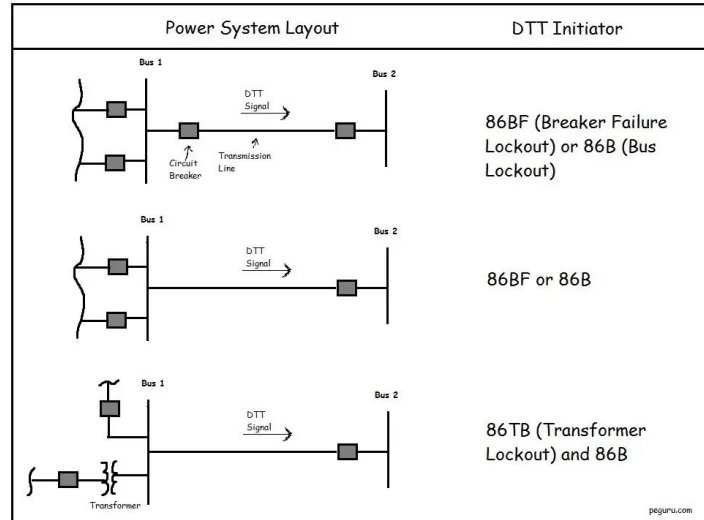 Power System Layout
DTT Initiator
Bus 1
Bus 2
DTT
Signal
Circuit
Breaker
Transmission
Line
86BF (Breaker Failure
Lockout) or 86B (Bus
Lockout)
Bus 1
Bus 2
DTT
Signal
86BF or 86B
Bus 1
Bus 2
DTT
Signal
Transformer
86TB (Transformer
Lockout) and 86B
peguru.com